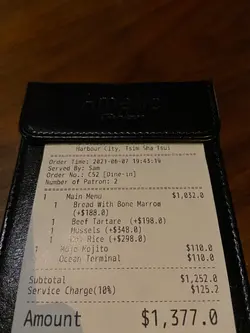 Harbour City, Tsim Sha Tsui
Order Time: 2021-06-07 19:43:19
Served By: Sam
Order No.: C52 [Dine-in]
Number of Patron: 2
1 Main Menu $1,032.0
1 Bread With Bone Marrow
(+$188.0)
1 Beef Tartare (+$198.0)
1 Mussels (+$348.0)
1 Rice (+$298.0)
1 Mojito $110.0
Ocean Terminal $110.0
Subtotal $1,252.0
Service Charge(10%) $125.2
Amount $1,377.0